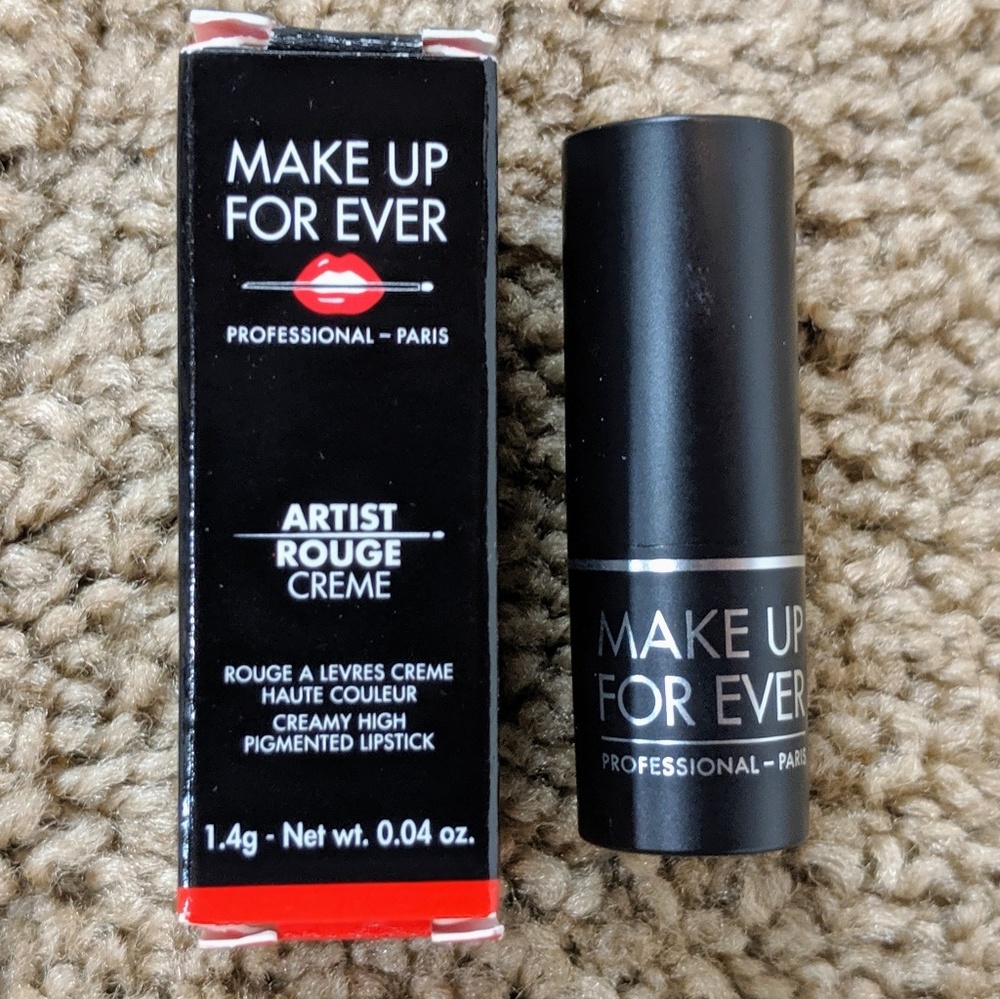 MAKE UP
FOR EVER
PROFESSIONAL – PARIS
ARTIST
ROUGE
CREME
ROUGE A LEVRES CREME
HAUTE COULEUR
CREAMY HIGH
PIGMENTED LIPSTICK
1.4g - Net wt. 0.04 oz.
MAKE UP
FOR EVER
PROFESSIONAL – PARIS